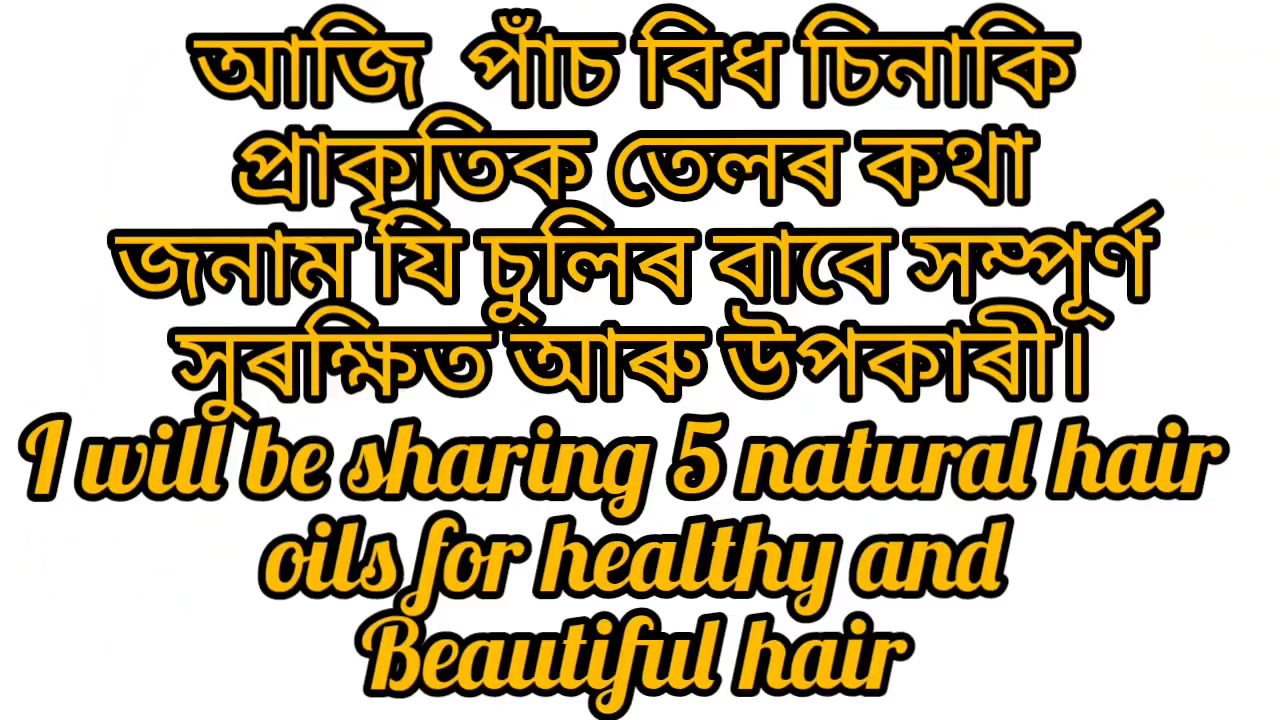 আজি পাঁচ বিধ চিনাকি
প্ৰাকৃতিক তেলৰ কথা
জনাম যি চুলিৰ বাবে সম্পূৰ্ণ
সুৰক্ষিত আৰু উপকাৰী।
I will be sharing 5 natural hair
oils for healthy and
Beautiful hair